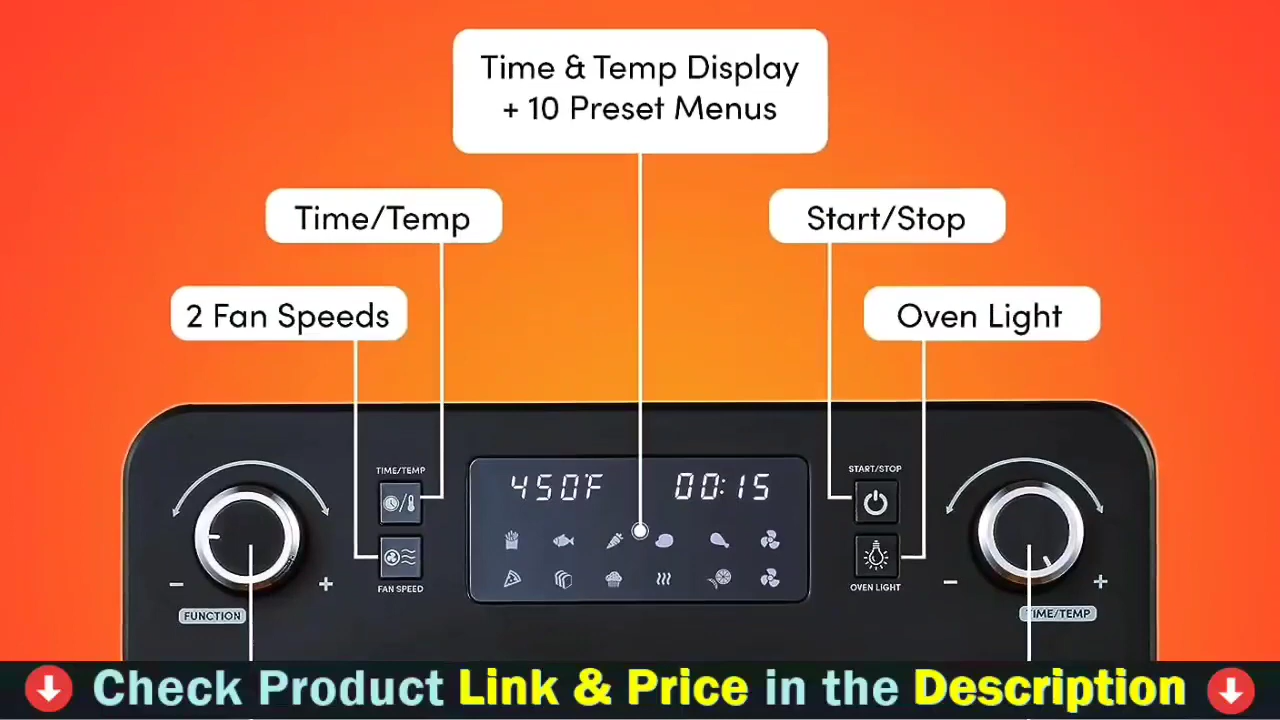 Time & Temp Display
+ 10 Preset Menus
Time/Temp
Start/Stop
2 Fan Speeds
Oven Light
TIME/TEMP
START/STOP
450°F
00:15
FAN SPEED
OVEN LIGHT
− +
− +
FUNCTION
TIME/TEMP
Check Product Link & Price in the Description